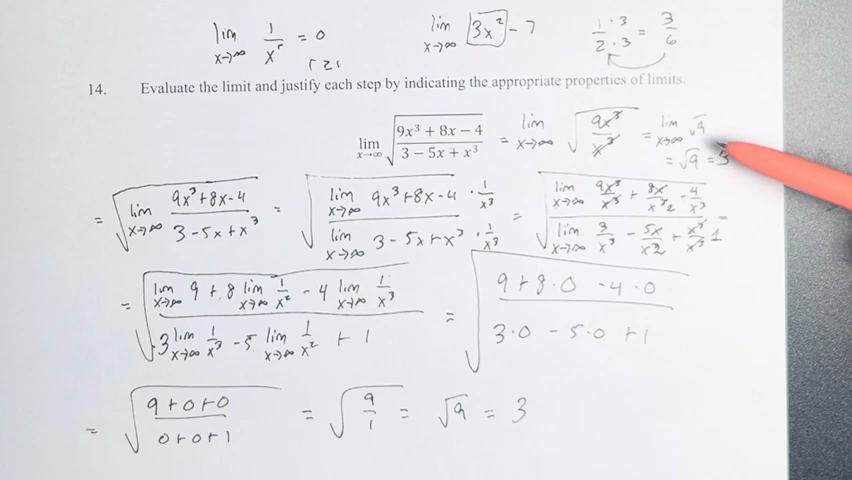 lim x→∞ 1/x^r = 0   r ≥ 1   lim x→∞ 3x² - 7   1·3/2·3 = 3/6
14. Evaluate the limit and justify each step by indicating the appropriate properties of limits.
lim x→∞ √((9x³ + 8x − 4)/(3 − 5x + x³)) = lim x→∞ √(9x³/x³) = lim x→∞ √9
= √9 = 3
= √(lim x→∞ (9x³+8x-4)/(3-5x+x³)) = √((lim x→∞ 9x³+8x-4 · 1/x³)/(lim x→∞ 3-5x+x³ · 1/x³)) = √((lim x→∞ 9x³/x³ + 8x/x³ 2 - 4/x³)/(lim x→∞ 3/x³ - 5x/x³ 2 + x³/x³ 1)) =
= √((lim x→∞ 9 + 8 lim x→∞ 1/x² - 4 lim x→∞ 1/x³)/(3 lim x→∞ 1/x³ - 5 lim x→∞ 1/x² + 1)) = √((9+8·0 -4·0)/(3·0 - 5·0 +1))
= √((9+0+0)/(0+0+1)) = √(9/1) = √9 = 3